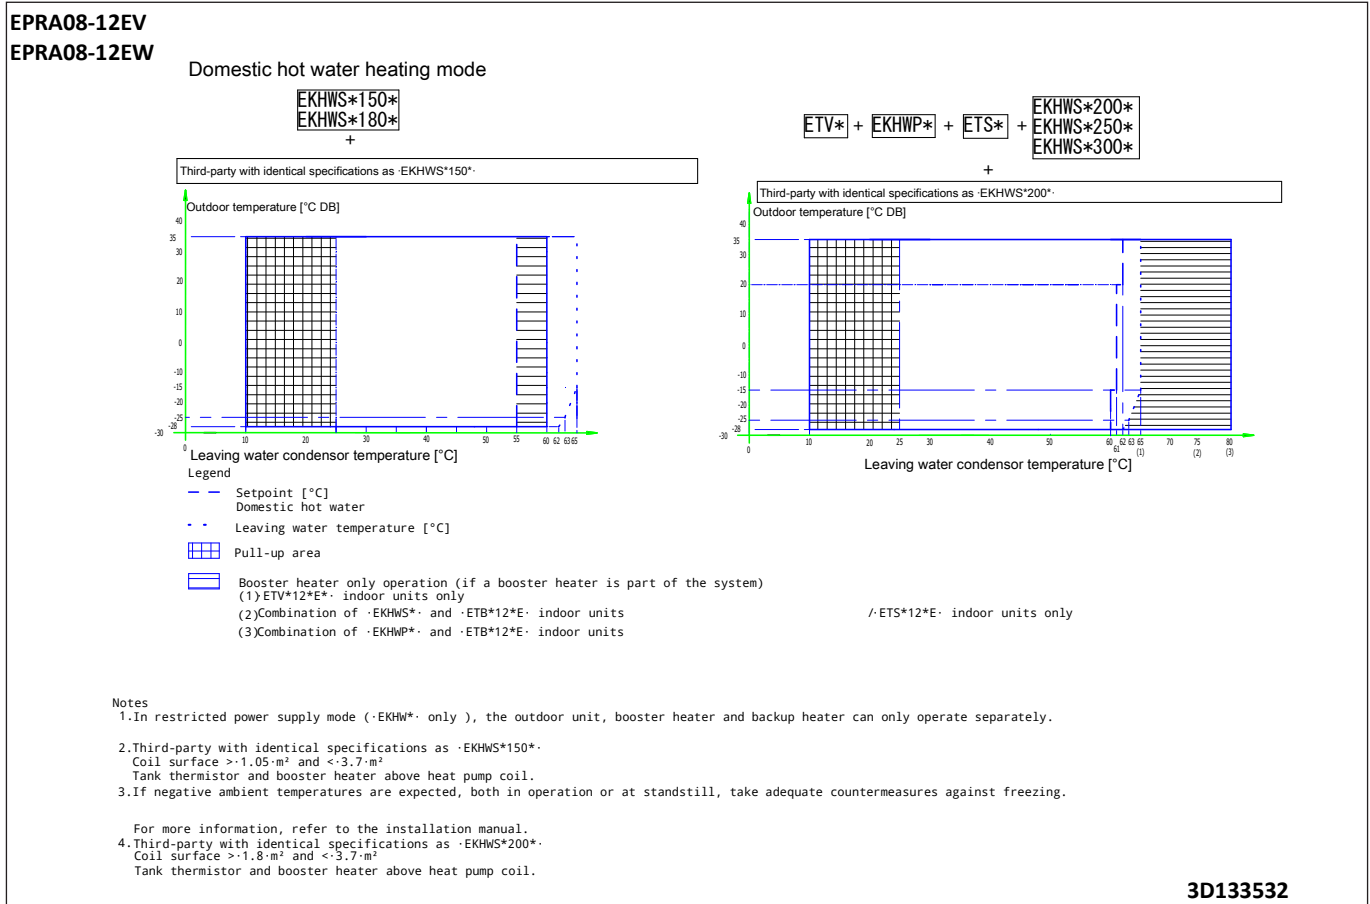 EPRA08-12EV
EPRA08-12EW
Domestic hot water heating mode
EKHWS*150*
EKHWS*180*
+
Third-party with identical specifications as ·EKHWS*150*·
Outdoor temperature [°C DB]
40
35
30
20
10
0
-10
-15
-20
-25
-28
-30
0 10 20 25 30 40 50 55 60 62 63 65
Leaving water condensor temperature [°C]
ETV* + EKHWP* + ETS* +
EKHWS*200*
EKHWS*250*
EKHWS*300*
+
Third-party with identical specifications as ·EKHWS*200*·
Outdoor temperature [°C DB]
40
35
30
20
10
0
-10
-15
-20
-25
-28
-30
0 10 20 25 30 40 50 60 61 62 63 65 70 75 80
(1) (2) (3)
Leaving water condensor temperature [°C]
Legend
Setpoint [°C]
Domestic hot water
Leaving water temperature [°C]
Pull-up area
Booster heater only operation (if a booster heater is part of the system)
(1)·ETV*12*E*· indoor units only
(2)Combination of ·EKHWS*· and ·ETB*12*E· indoor units /·ETS*12*E· indoor units only
(3)Combination of ·EKHWP*· and ·ETB*12*E· indoor units
Notes
1.In restricted power supply mode (·EKHW*· only ), the outdoor unit, booster heater and backup heater can only operate separately.
2.Third-party with identical specifications as ·EKHWS*150*·
Coil surface >·1.05·m² and <·3.7·m²
Tank thermistor and booster heater above heat pump coil.
3.If negative ambient temperatures are expected, both in operation or at standstill, take adequate countermeasures against freezing.
For more information, refer to the installation manual.
4.Third-party with identical specifications as ·EKHWS*200*·
Coil surface >·1.8·m² and <·3.7·m²
Tank thermistor and booster heater above heat pump coil.
3D133532